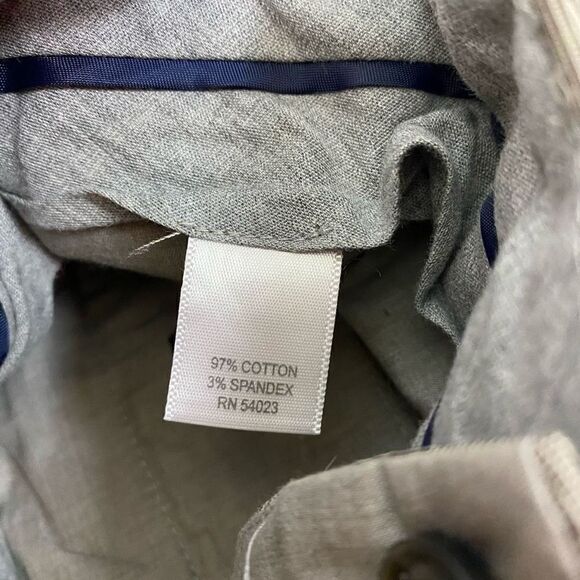 97% COTTON
3% SPANDEX
RN 54023